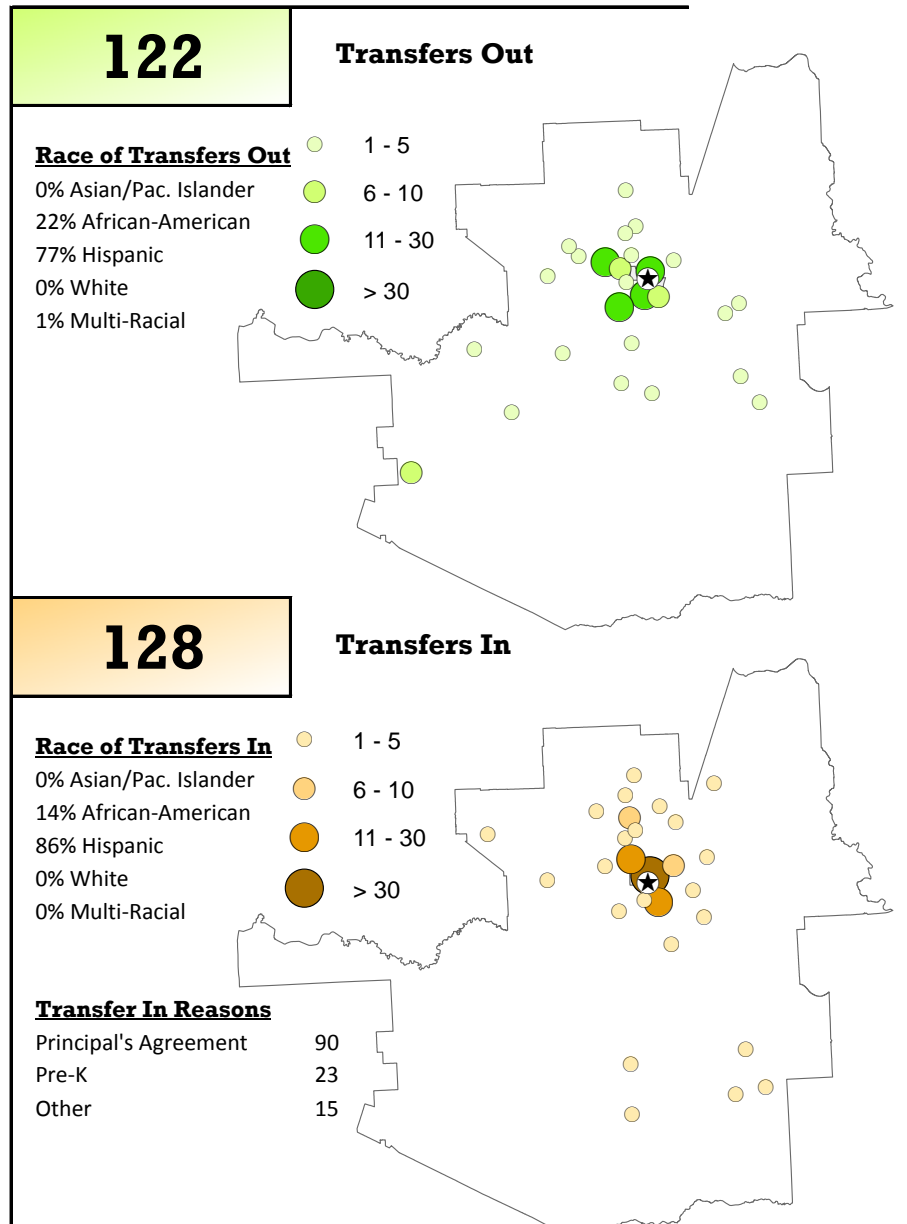 122
Transfers Out
Race of Transfers Out
0% Asian/Pac. Islander
22% African-American
77% Hispanic
0% White
1% Multi-Racial
1 - 5
6 - 10
11 - 30
> 30
128
Transfers In
Race of Transfers In
0% Asian/Pac. Islander
14% African-American
86% Hispanic
0% White
0% Multi-Racial
1 - 5
6 - 10
11 - 30
> 30
Transfer In Reasons
Principal's Agreement 90
Pre-K 23
Other 15